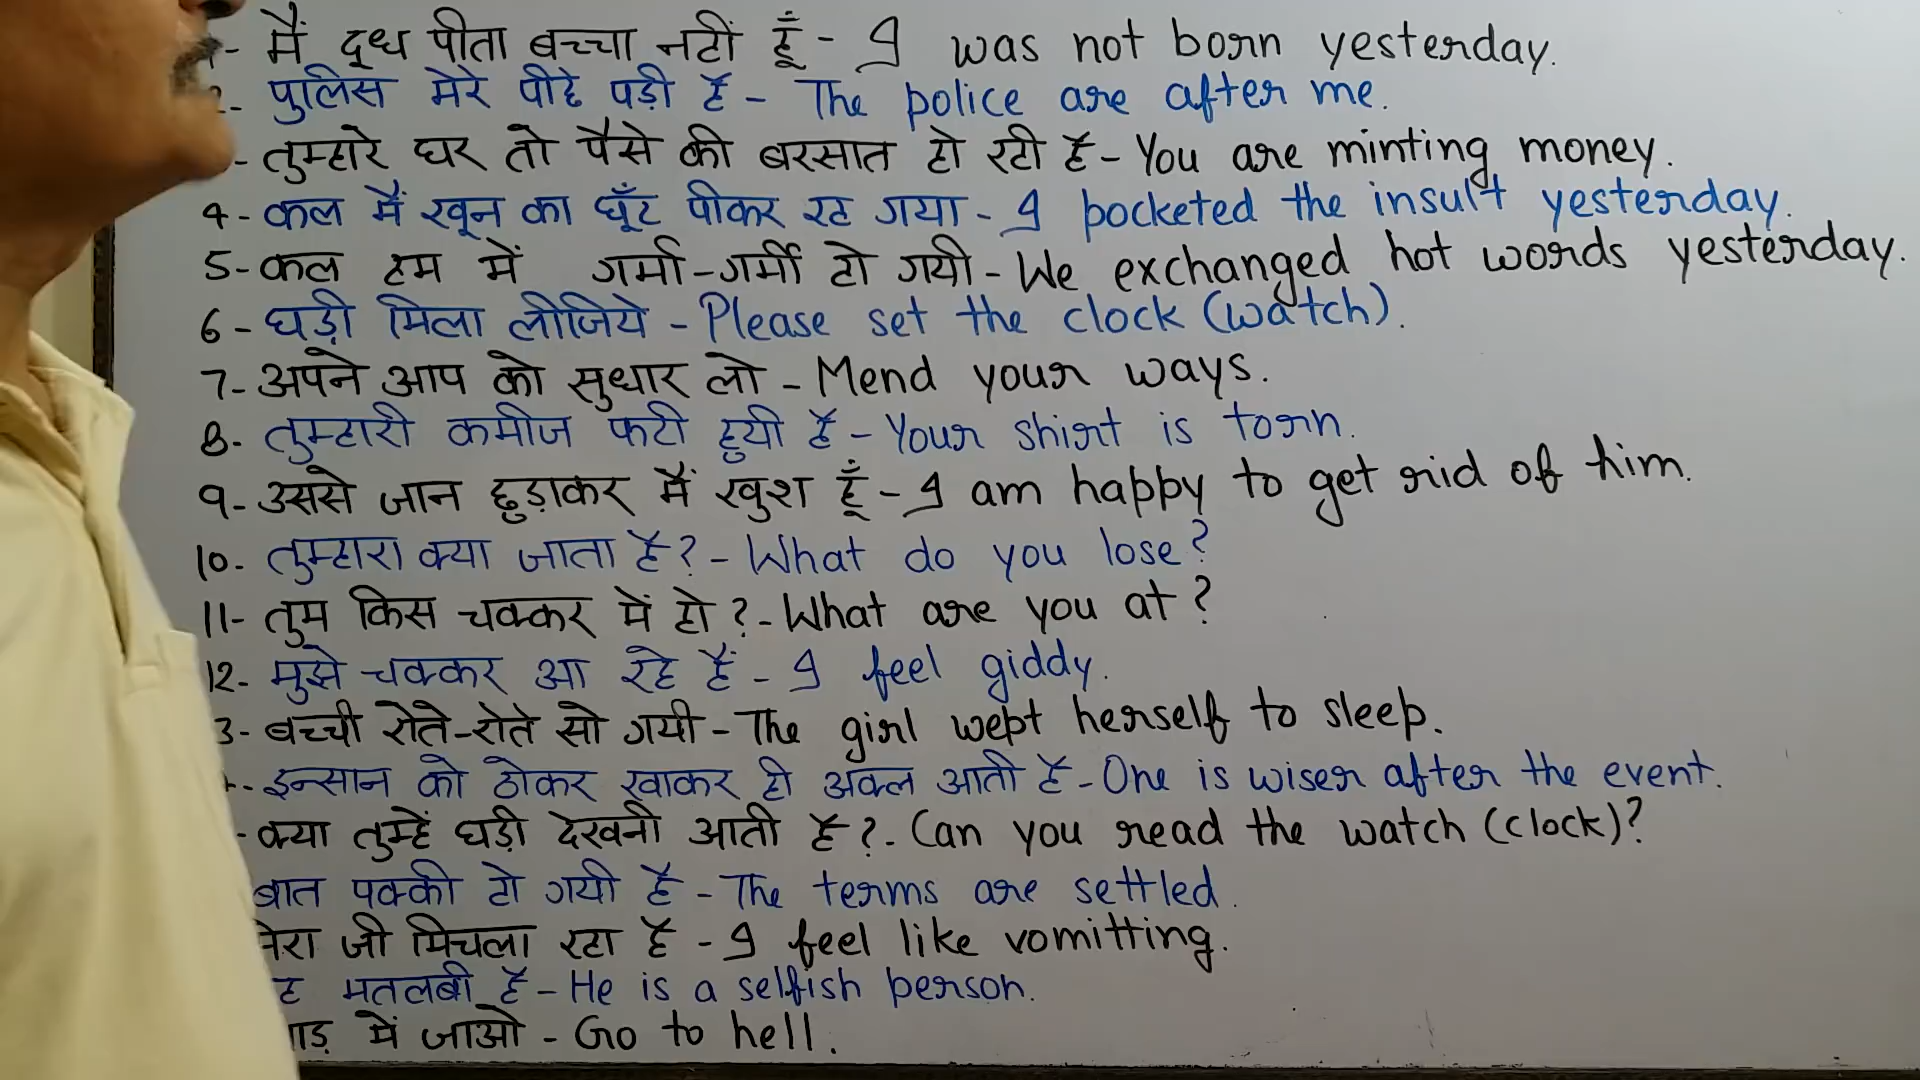 - मैं दूध पीता बच्चा नहीं हूँ - I was not born yesterday.
2- पुलिस मेरे पीछे पड़ी है - The police are after me.
- तुम्हारे घर तो पैसे की बरसात हो रही है - You are minting money.
4- कल मैं खून का घूँट पीकर रह गया - I pocketed the insult yesterday.
5- कल हम में गर्मा-गर्मी हो गयी - We exchanged hot words yesterday.
6- घड़ी मिला लीजिये - Please set the clock (watch).
7- अपने आप को सुधार लो - Mend your ways.
8- तुम्हारी कमीज फटी हुयी है - Your shirt is torn.
9- उससे जान छुड़ाकर मैं खुश हूँ - I am happy to get rid of him.
10- तुम्हारा क्या जाता है? - What do you lose?
11- तुम किस चक्कर में हो? - What are you at?
12- मुझे चक्कर आ रहे हैं - I feel giddy.
3- बच्ची रोते-रोते सो गयी - The girl wept herself to sleep.
- इन्सान को ठोकर खाकर ही अक्ल आती है - One is wiser after the event.
- क्या तुम्हें घड़ी देखनी आती है? - Can you read the watch (clock)?
बात पक्की हो गयी है - The terms are settled.
मेरा जी मिचला रहा है - I feel like vomitting.
ह मतलबी है - He is a selfish person.
ाड़ में जाओ - Go to hell.